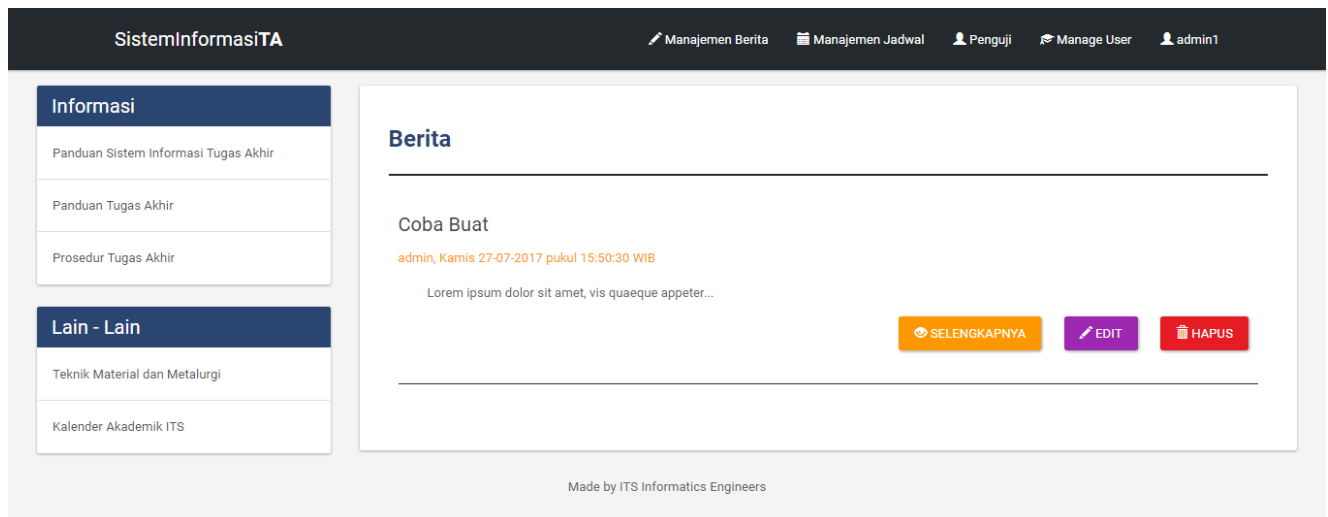 SistemInformasiTA
Manajemen Berita Manajemen Jadwal Penguji Manage User admin1
Informasi
Panduan Sistem Informasi Tugas Akhir
Panduan Tugas Akhir
Prosedur Tugas Akhir
Lain - Lain
Teknik Material dan Metalurgi
Kalender Akademik ITS
Berita
Coba Buat
admin, Kamis 27-07-2017 pukul 15:50:30 WIB
Lorem ipsum dolor sit amet, vis quaeque appeter...
SELENGKAPNYA EDIT HAPUS
Made by ITS Informatics Engineers